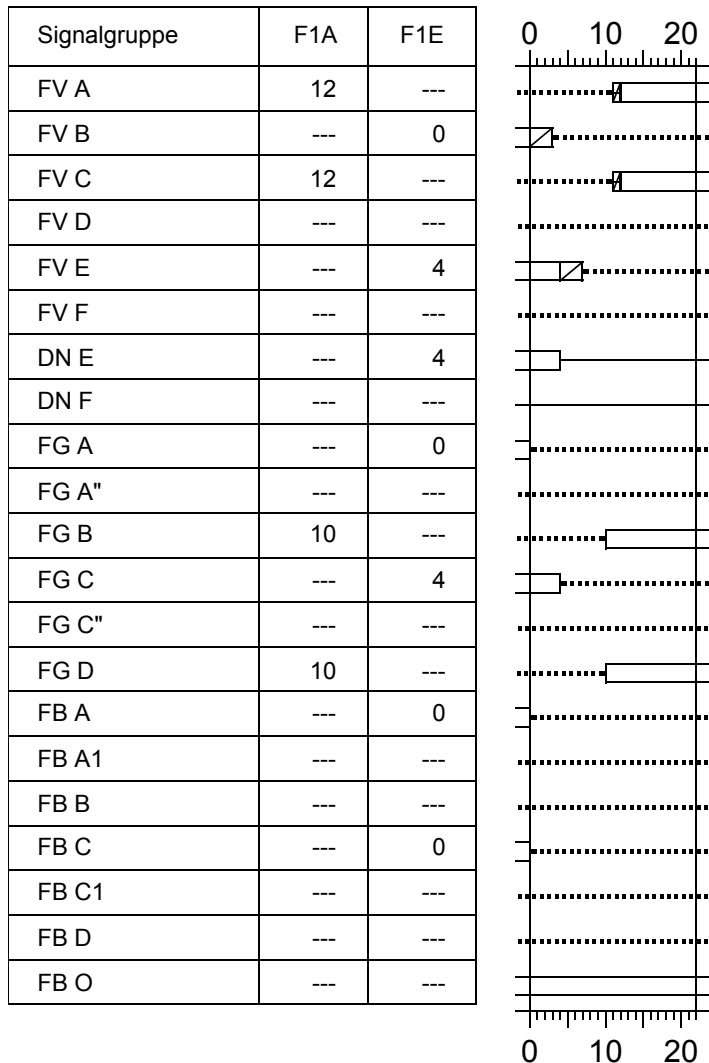 Signalgruppe F1A F1E 0 10 20
FV A 12 ---
FV B --- 0
FV C 12 ---
FV D --- ---
FV E --- 4
FV F --- ---
DN E --- 4
DN F --- ---
FG A --- 0
FG A" --- ---
FG B 10 ---
FG C --- 4
FG C" --- ---
FG D 10 ---
FB A --- 0
FB A1 --- ---
FB B --- ---
FB C --- 0
FB C1 --- ---
FB D --- ---
FB O --- ---
0 10 20